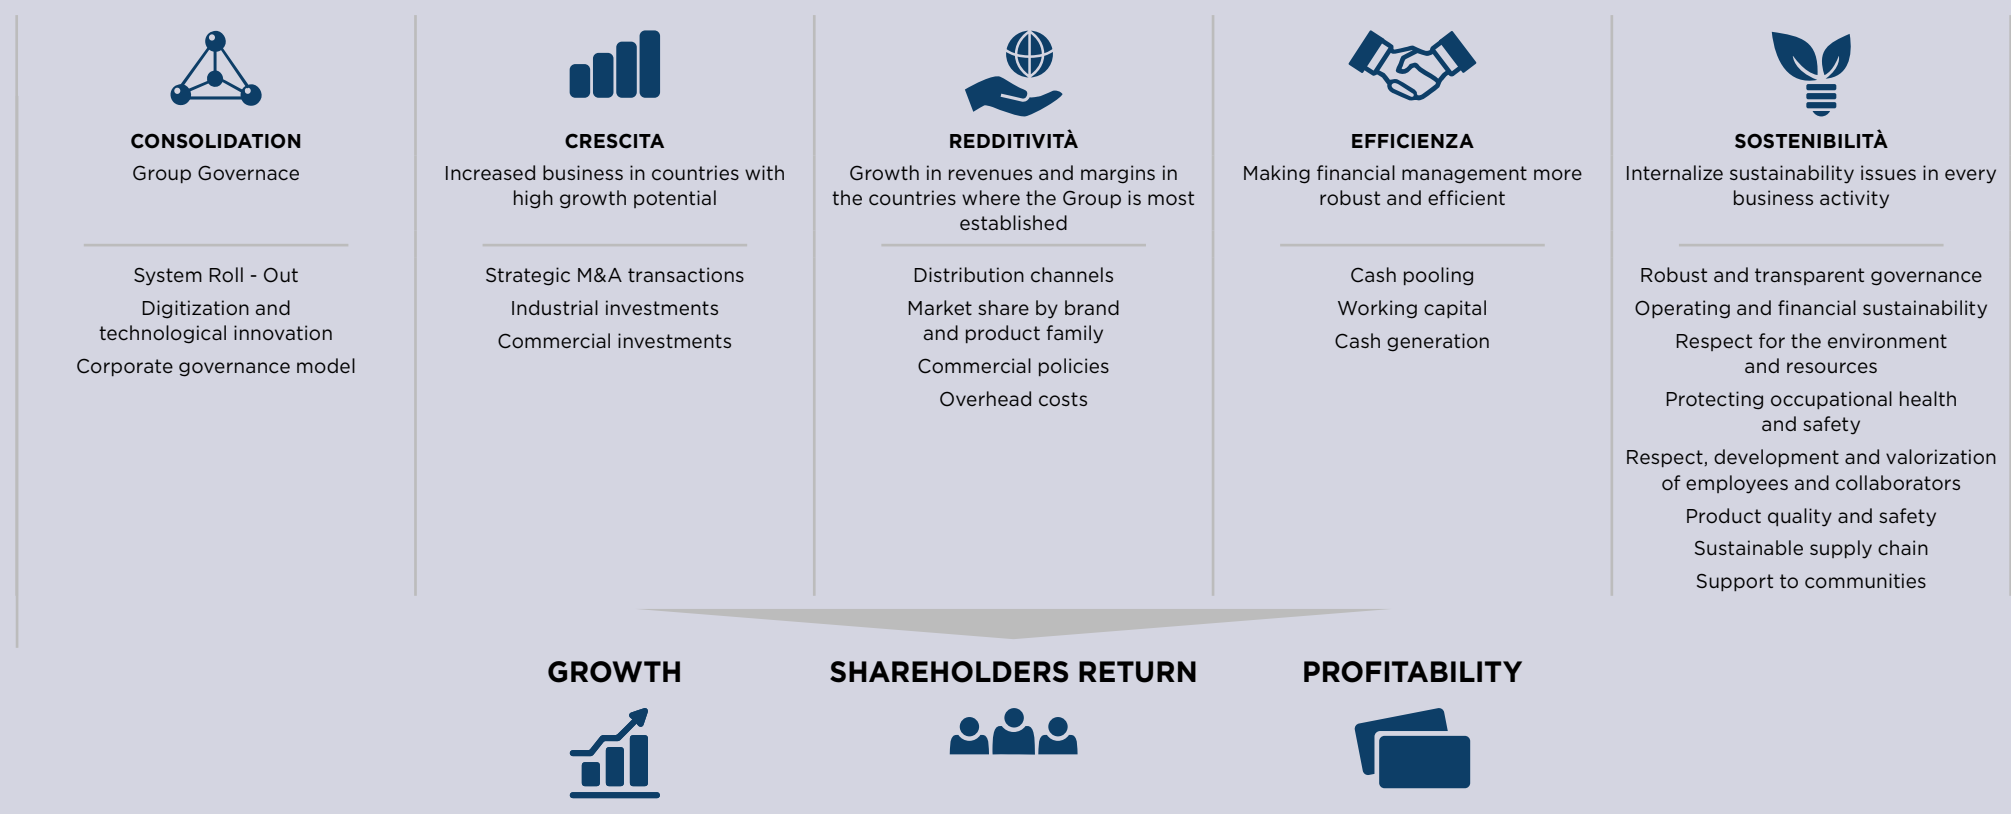 CONSOLIDATION
Group Governace
System Roll - Out
Digitization and
technological innovation
Corporate governance model
CRESCITA
Increased business in countries with
high growth potential
Strategic M&A transactions
Industrial investments
Commercial investments
REDDITIVITÀ
Growth in revenues and margins in
the countries where the Group is most
established
Distribution channels
Market share by brand
and product family
Commercial policies
Overhead costs
EFFICIENZA
Making financial management more
robust and efficient
Cash pooling
Working capital
Cash generation
SOSTENIBILITÀ
Internalize sustainability issues in every
business activity
Robust and transparent governance
Operating and financial sustainability
Respect for the environment
and resources
Protecting occupational health
and safety
Respect, development and valorization
of employees and collaborators
Product quality and safety
Sustainable supply chain
Support to communities
GROWTH
SHAREHOLDERS RETURN
PROFITABILITY